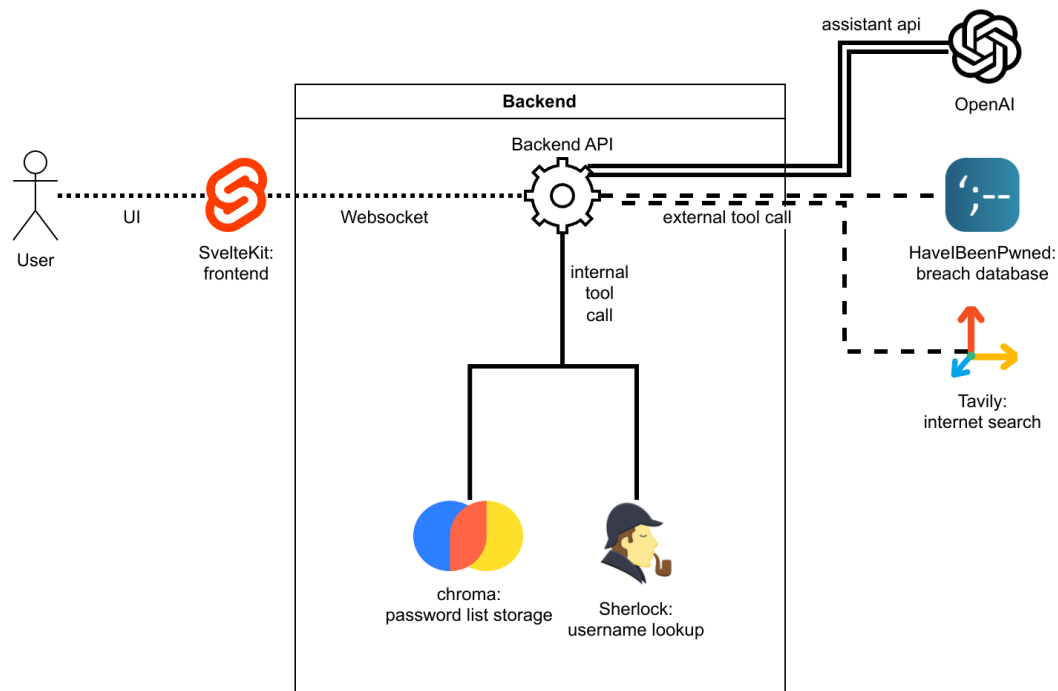 assistant api
OpenAI
Backend
Backend API
User
UI
SvelteKit:
frontend
Websocket
external tool call
HaveIBeenPwned:
breach database
';--
internal
tool
call
Tavily:
internet search
chroma:
password list storage
Sherlock:
username lookup